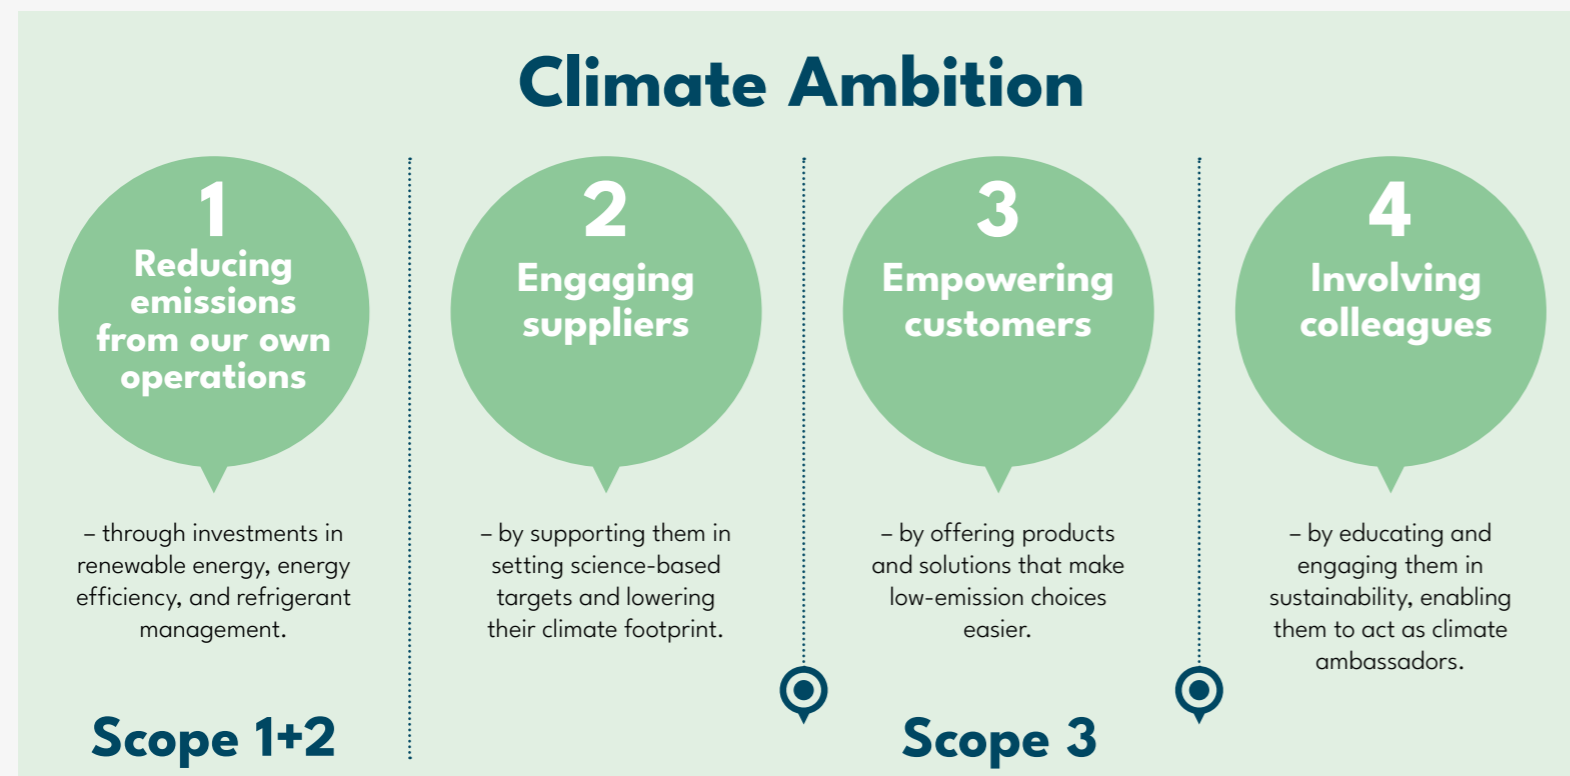 Climate Ambition
1
Reducing
emissions
from our own
operations
– through investments in
renewable energy, energy
efficiency, and refrigerant
management.
2
Engaging
suppliers
– by supporting them in
setting science-based
targets and lowering
their climate footprint.
3
Empowering
customers
– by offering products
and solutions that make
low-emission choices
easier.
4
Involving
colleagues
– by educating and
engaging them in
sustainability, enabling
them to act as climate
ambassadors.
Scope 1+2
Scope 3